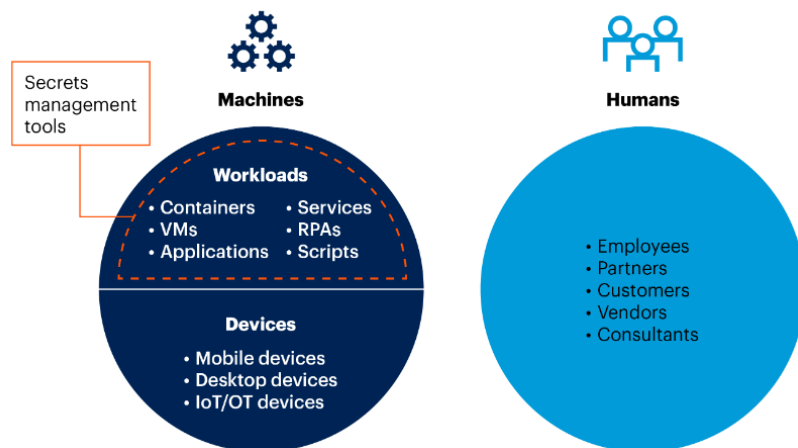 Secrets
management
tools
Machines
Workloads
• Containers
• VMs
• Applications
• Services
• RPAs
• Scripts
Devices
• Mobile devices
• Desktop devices
• IoT/OT devices
Humans
• Employees
• Partners
• Customers
• Vendors
• Consultants